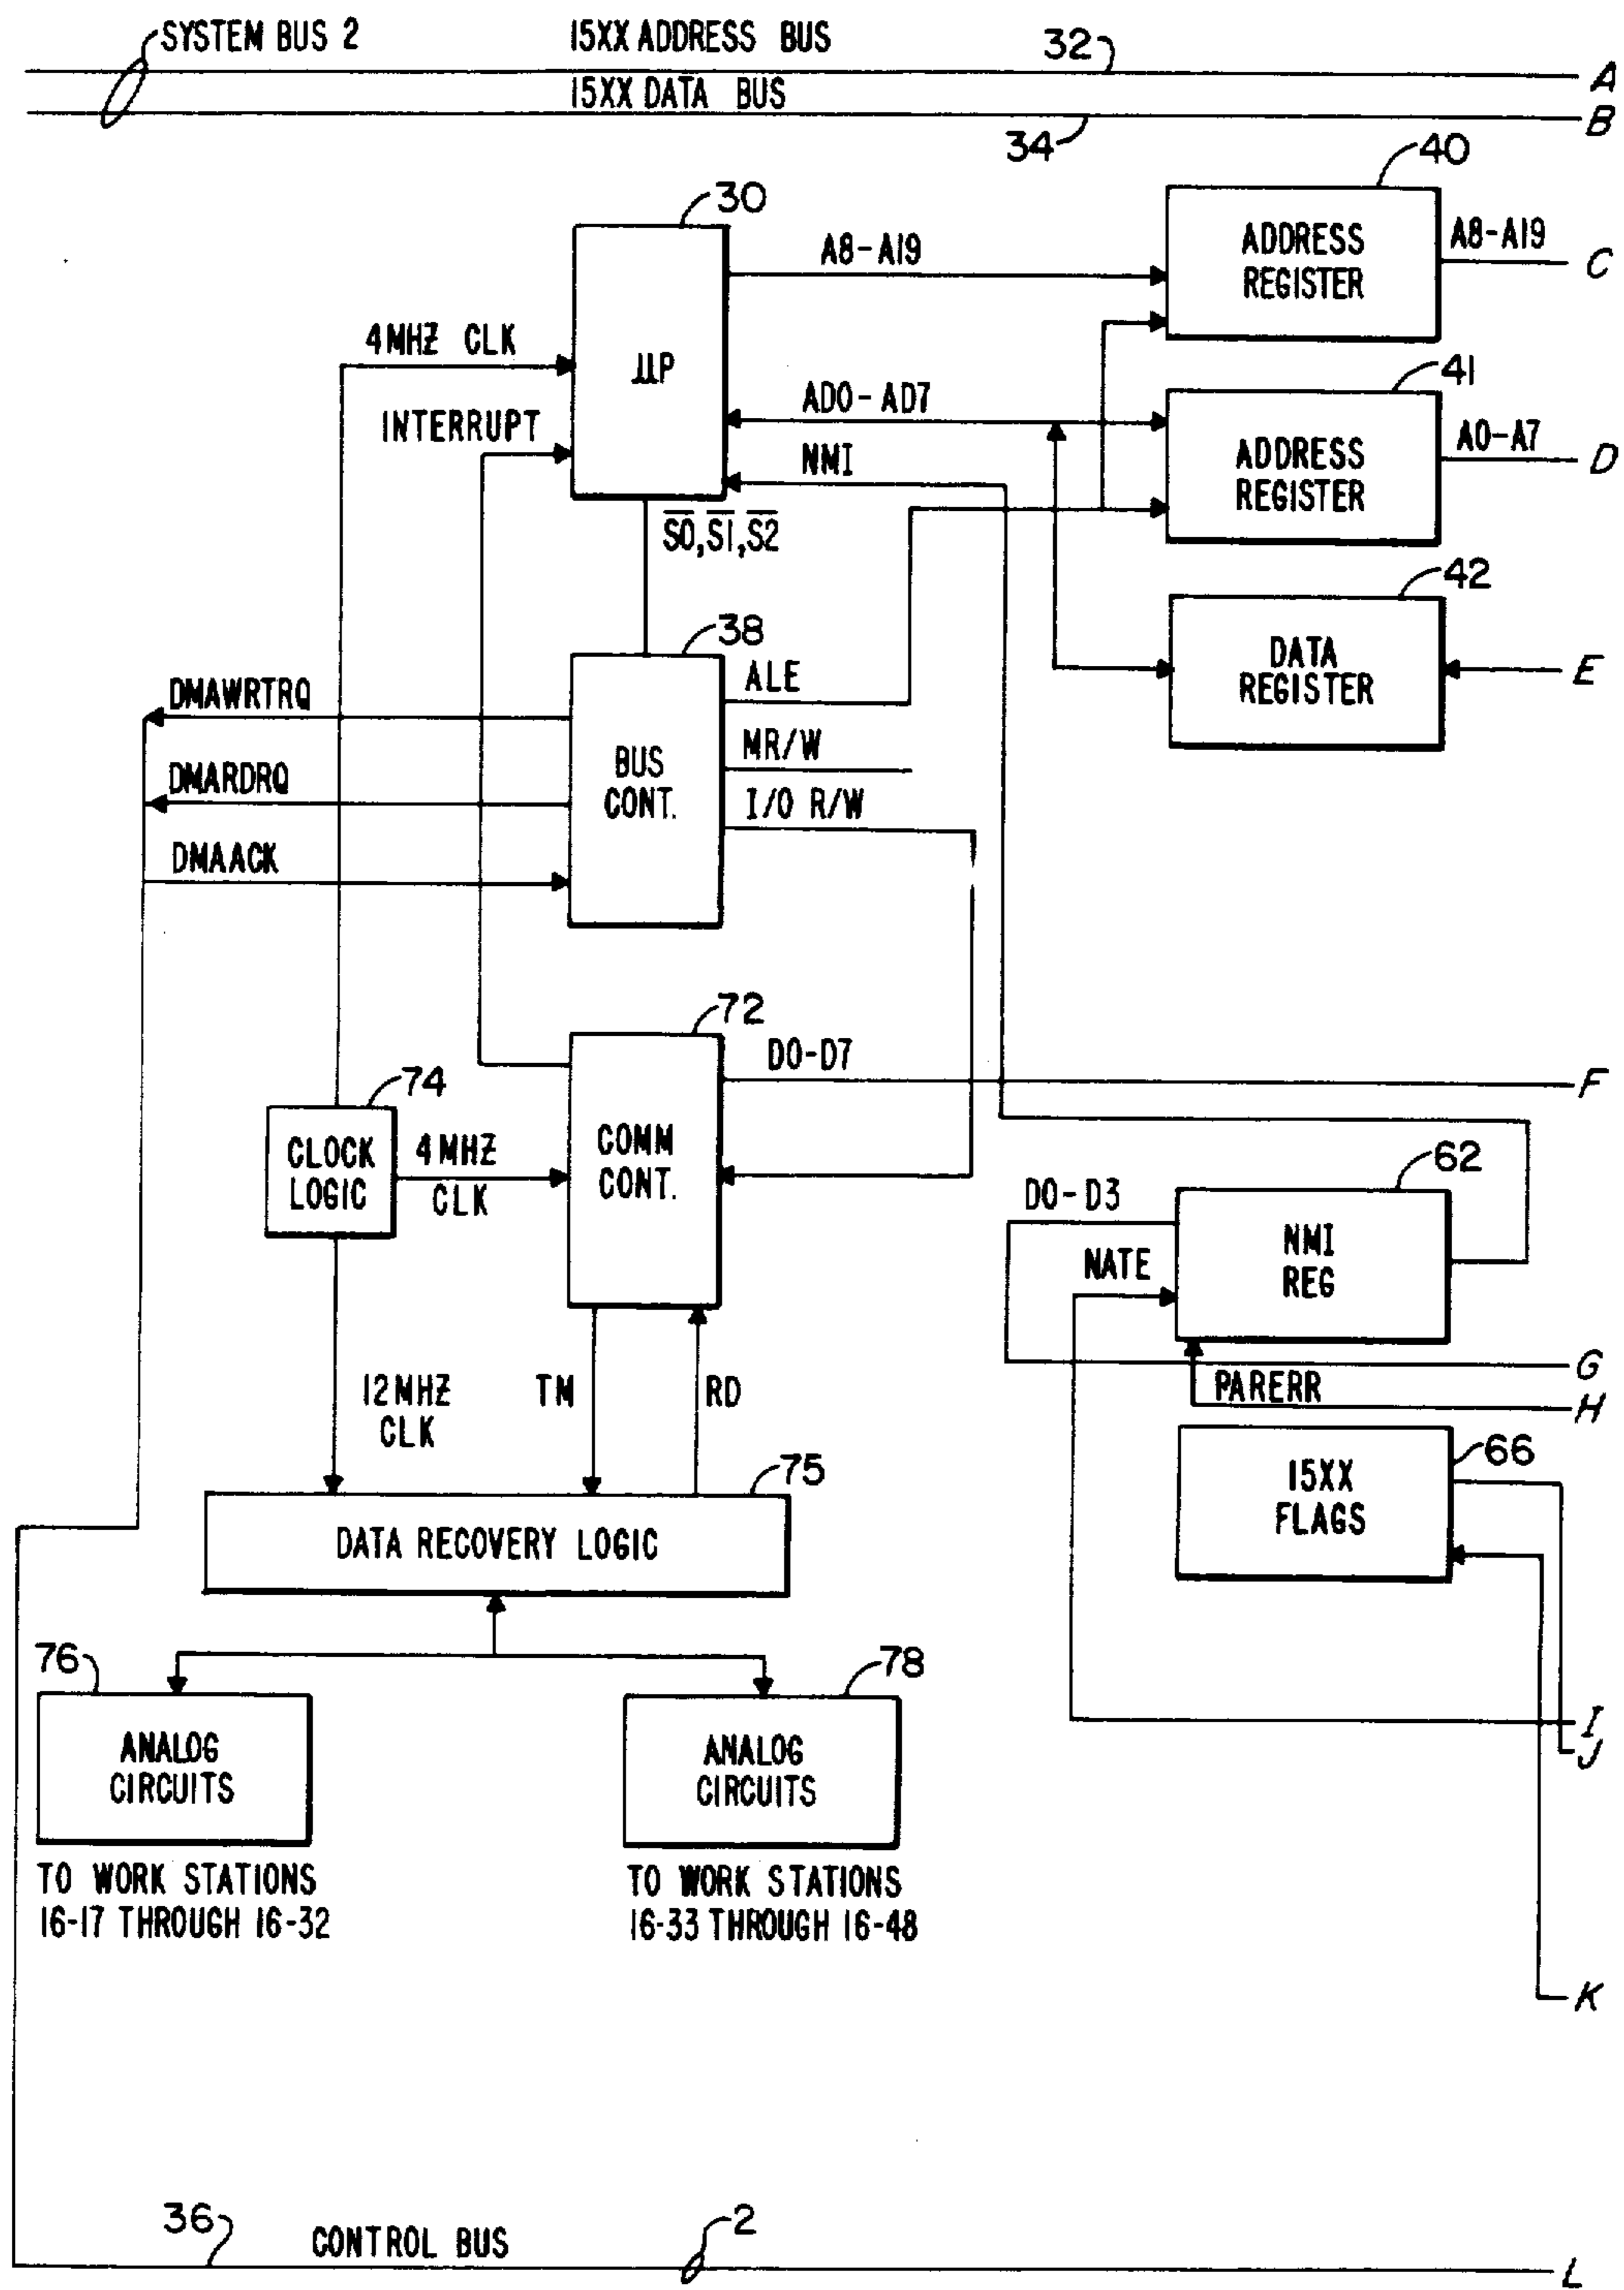 SYSTEM BUS 2
15XX ADDRESS BUS
32
A
15XX DATA BUS
34
B
40
30
ADDRESS
REGISTER
A8-A19
A8-A19
C
4MHZ CLK
µP
41
INTERRUPT
AD0-AD7
ADDRESS
REGISTER
A0-A7
D
NMI
S0,S1,S2
42
DATA
REGISTER
E
38
ALE
DMAWRTRQ
MR/W
BUS
CONT.
DMARDRQ
I/O R/W
DMAACK
72
D0-D7
F
74
CLOCK
LOGIC
4MHZ
CLK
COMM
CONT.
62
D0-D3
NMI
REG
NATE
G
12MHZ
CLK
TM
RD
PARERR
H
66
15XX
FLAGS
75
DATA RECOVERY LOGIC
76
78
I
J
ANALOG
CIRCUITS
ANALOG
CIRCUITS
TO WORK STATIONS
16-17 THROUGH 16-32
TO WORK STATIONS
16-33 THROUGH 16-48
K
36
CONTROL BUS
2
L